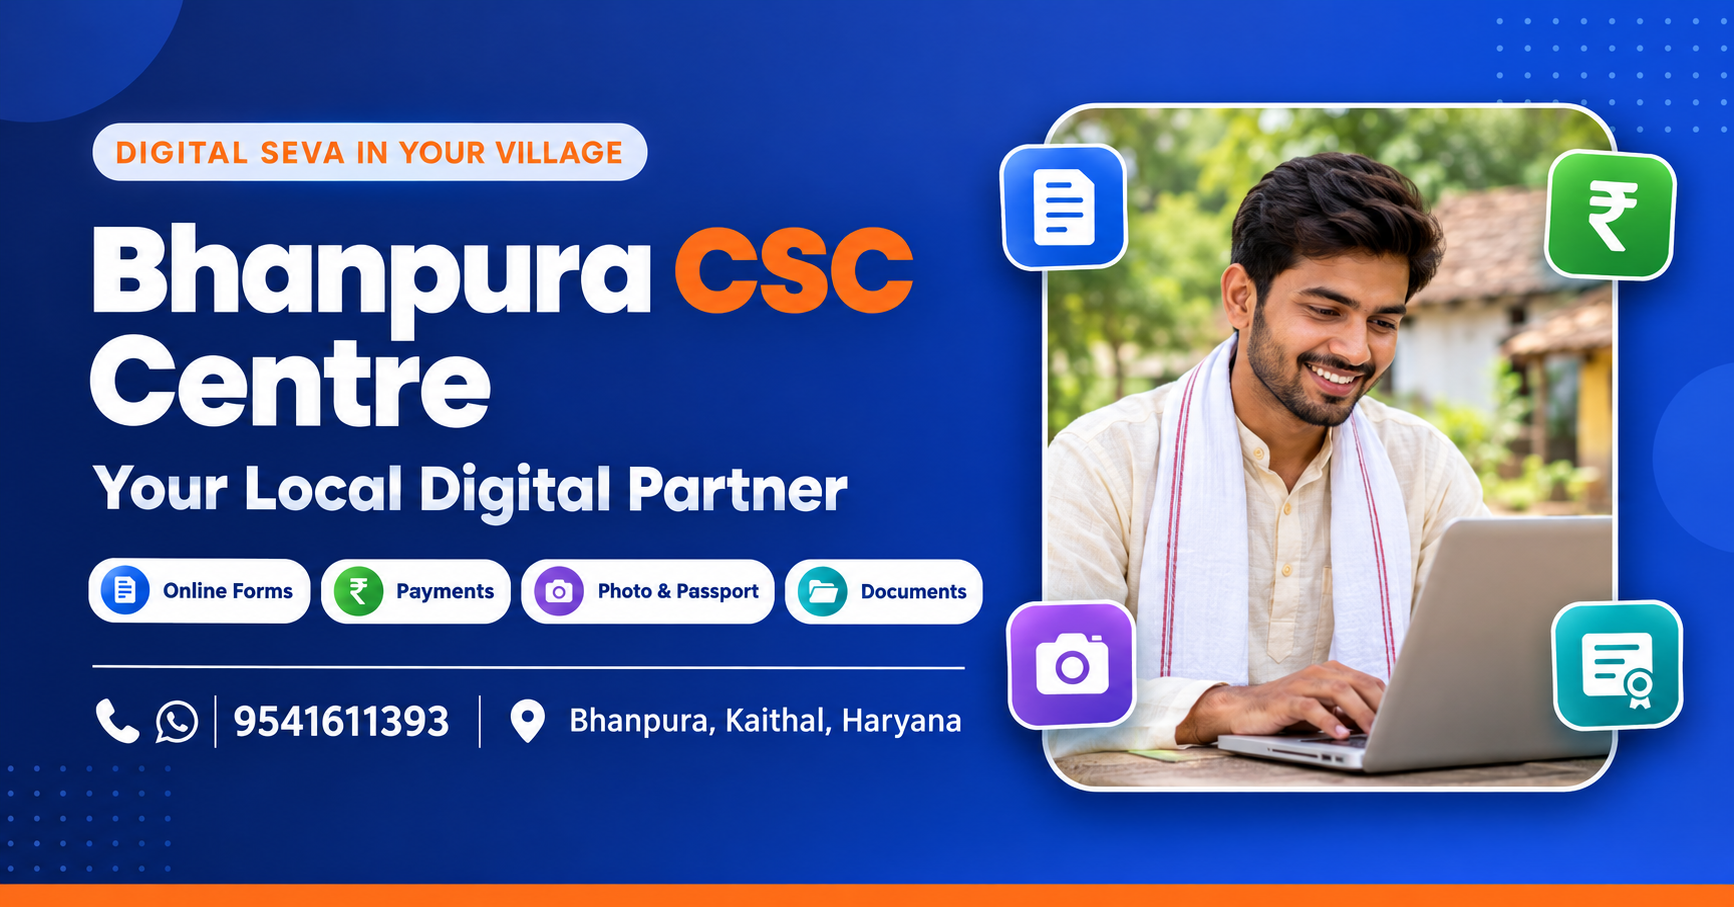 DIGITAL SEVA IN YOUR VILLAGE
Bhanpura CSC
Centre
Your Local Digital Partner
Online Forms
Payments
Photo & Passport
Documents
9541611393
Bhanpura, Kaithal, Haryana